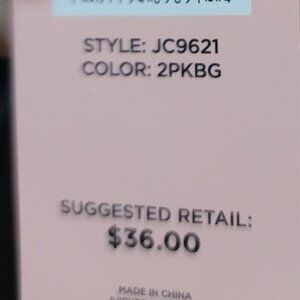 STYLE: JC9621
COLOR: 2PKBG
SUGGESTED RETAIL:
$36.00
MADE IN CHINA